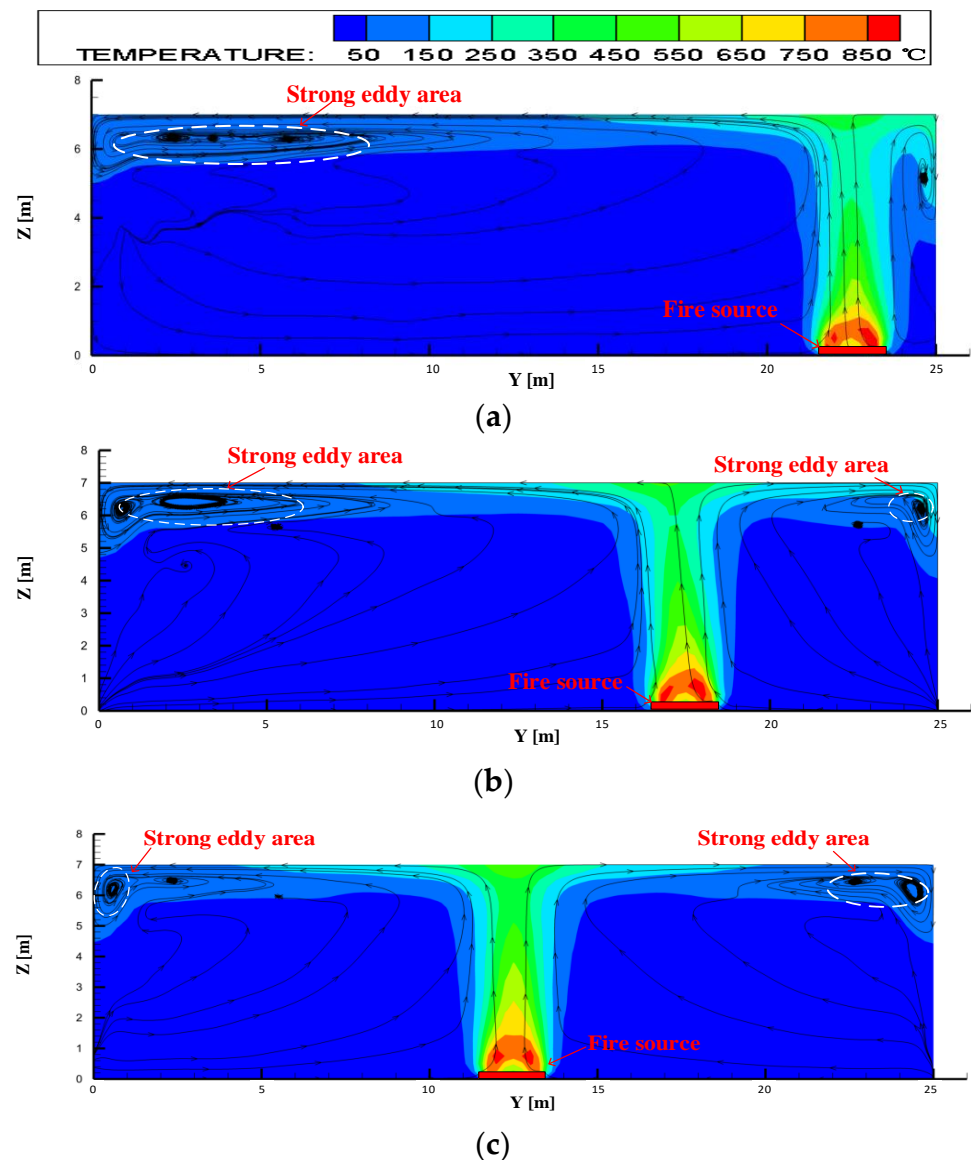 TEMPERATURE: 50 150 250 350 450 550 650 750 850 ℃
8
Strong eddy area
6
Z [m]
4
2
Fire source
0
0 5 10 15 20 25
Y [m]
(a)
8
Strong eddy area Strong eddy area
7
6
5
Z [m]
4
3
2
1
Fire source
0
0 5 10 15 20 25
Y [m]
(b)
8
Strong eddy area Strong eddy area
7
6
5
Z [m]
4
3
2
1
Fire source
0
0 5 10 15 20 25
Y [m]
(c)